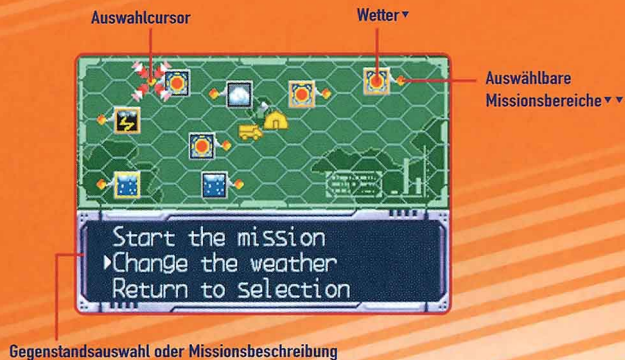 Auswahlcursor
Wetter▼
Auswählbare
Missionsbereiche▼▼
Start the mission
▶Change the weather
Return to Selection
Gegenstandsauswahl oder Missionsbeschreibung